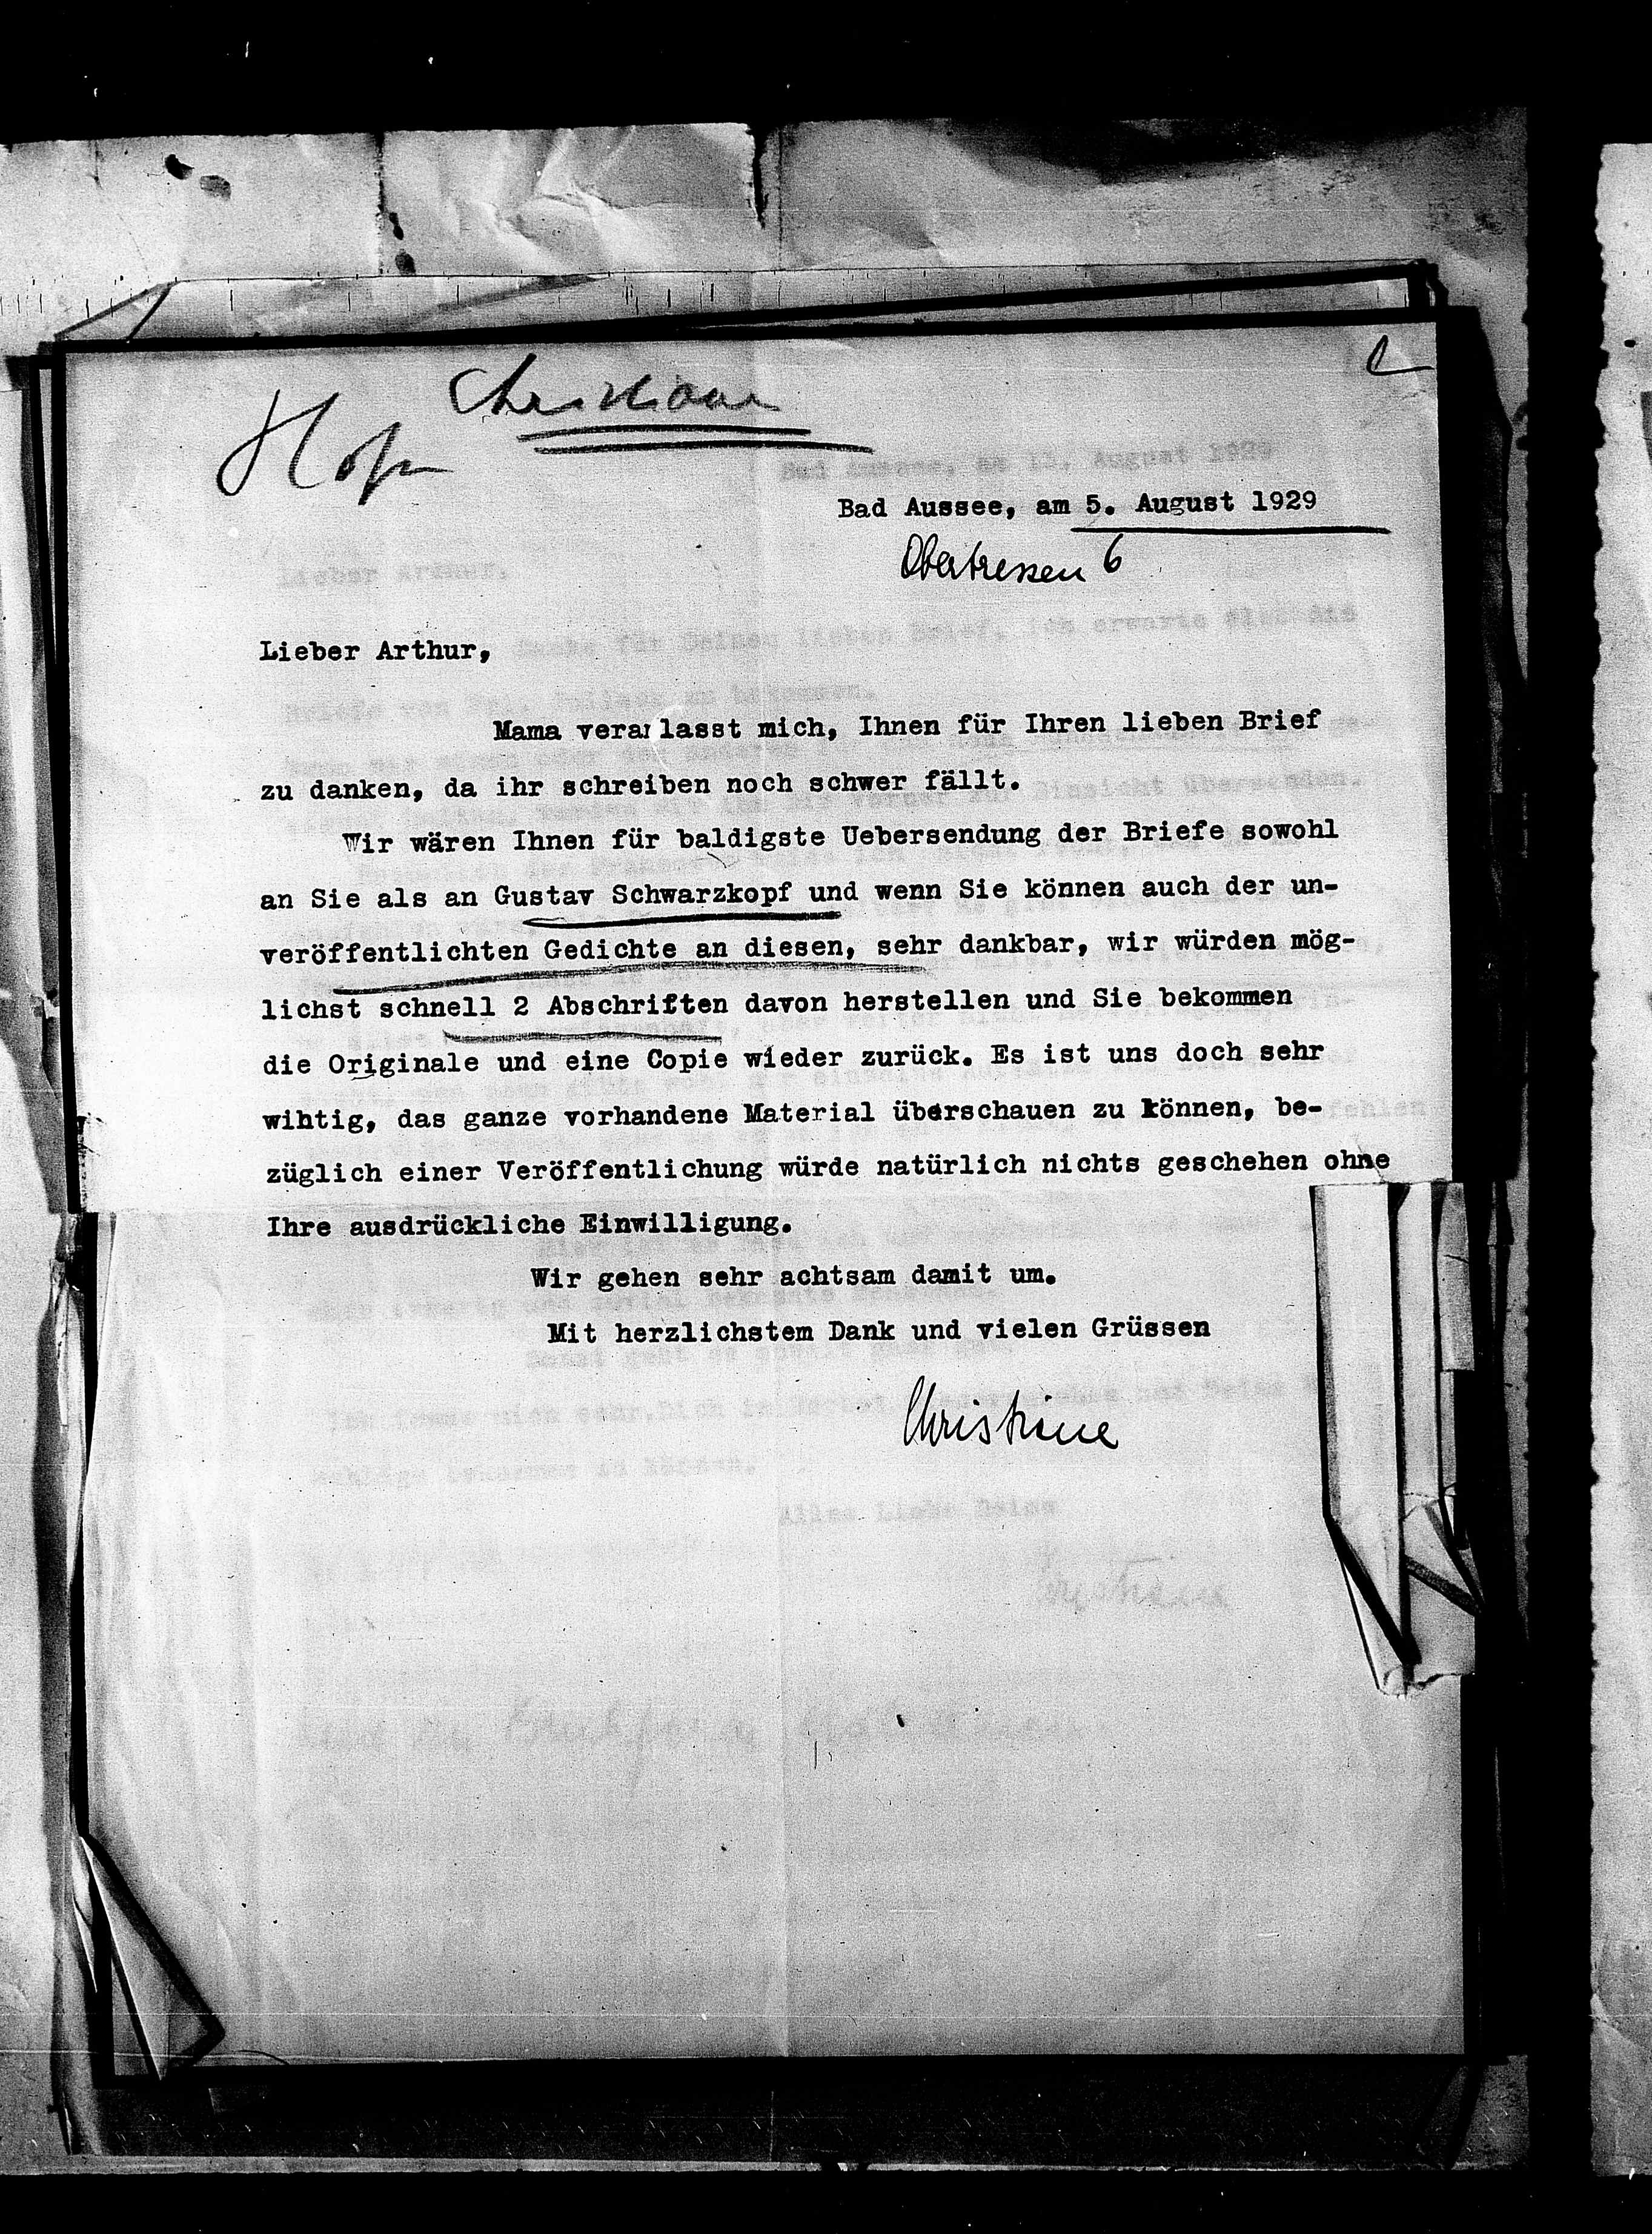 Hofm
Christiane
Bad Aussee, am 5. August 1929
Obertressen 6
Lieber Arthur,
Mama veranlasst mich, Ihnen für Ihren lieben Brief
zu danken, da ihr schreiben noch schwer fällt.
Wir wären Ihnen für baldigste Uebersendung der Briefe sowohl
an Sie als an Gustav Schwarzkopf und wenn Sie können auch der un-
veröffentlichten Gedichte an diesen, sehr dankbar, wir würden mög-
lichst schnell 2 Abschriften davon herstellen und Sie bekommen
die Originale und eine Copie wieder zurück. Es ist uns doch sehr
wihtig, das ganze vorhandene Material überschauen zu können, be-
züglich einer Veröffentlichung würde natürlich nichts geschehen ohne
Ihre ausdrückliche Einwilligung.
Wir gehen sehr achtsam damit um.
Mit herzlichstem Dank und vielen Grüssen
Christiane